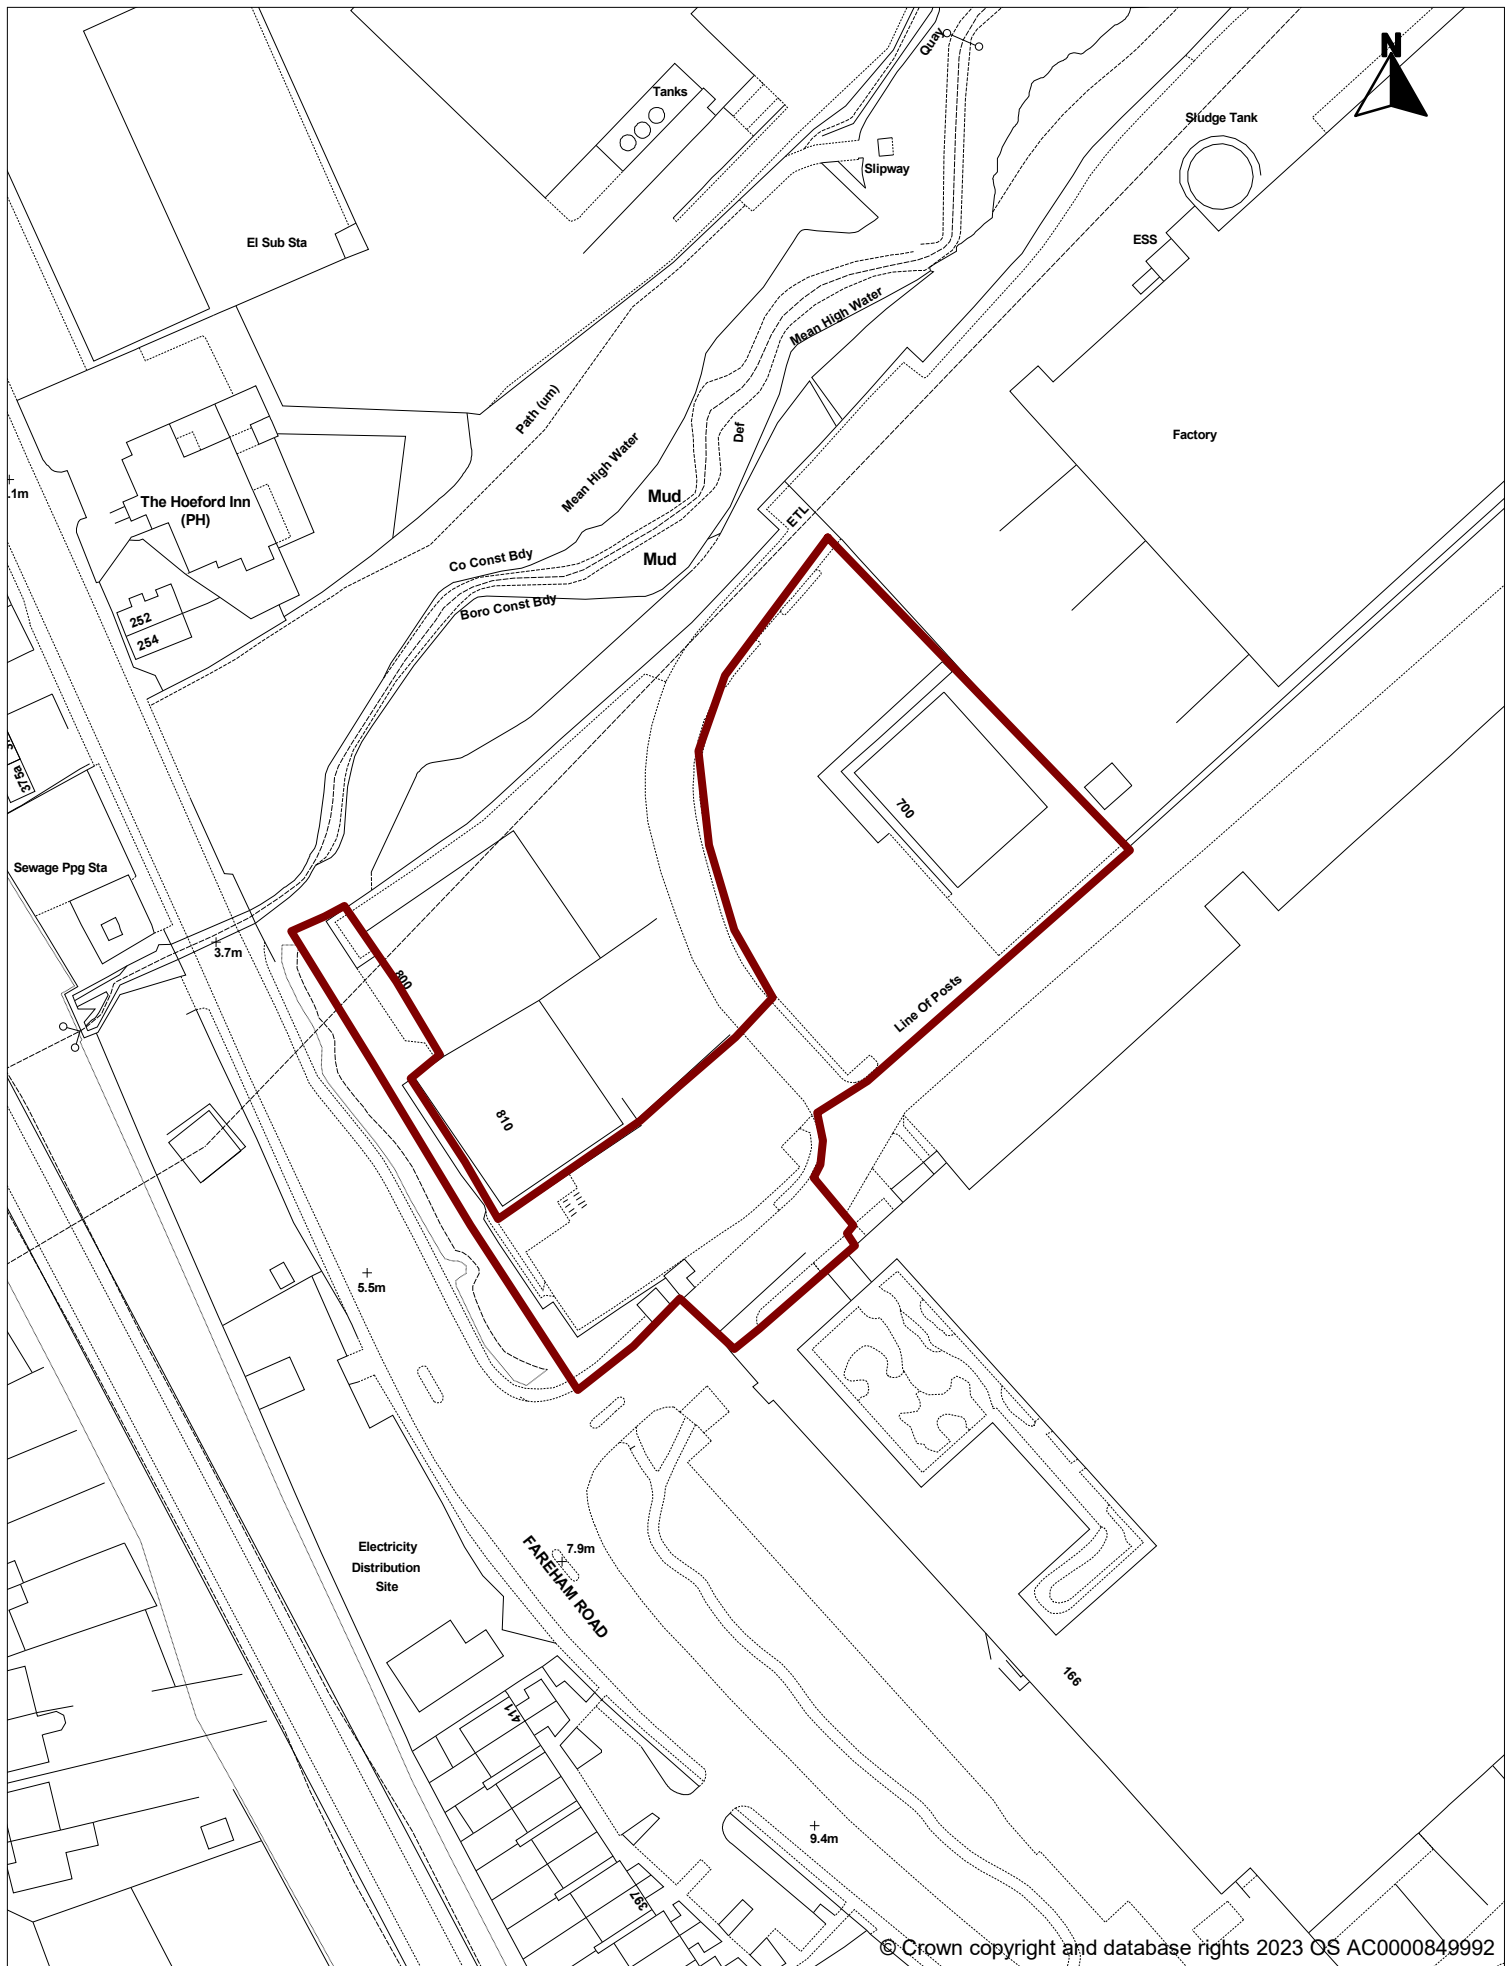 Quay
N
Tanks
Sludge Tank
Slipway
El Sub Sta
ESS
Mean High Water
Path (um)
Def
Factory
Mean High Water
.1m
The Hoeford Inn
(PH)
Mud
ETL
Co Const Bdy
Mud
Boro Const Bdy
252
254
375a
700
Sewage Ppg Sta
3.7m
800
Line Of Posts
810
5.5m
Electricity
Distribution
Site
7.9m
FAREHAM ROAD
166
411
9.4m
397
© Crown copyright and database rights 2023 OS AC0000849992